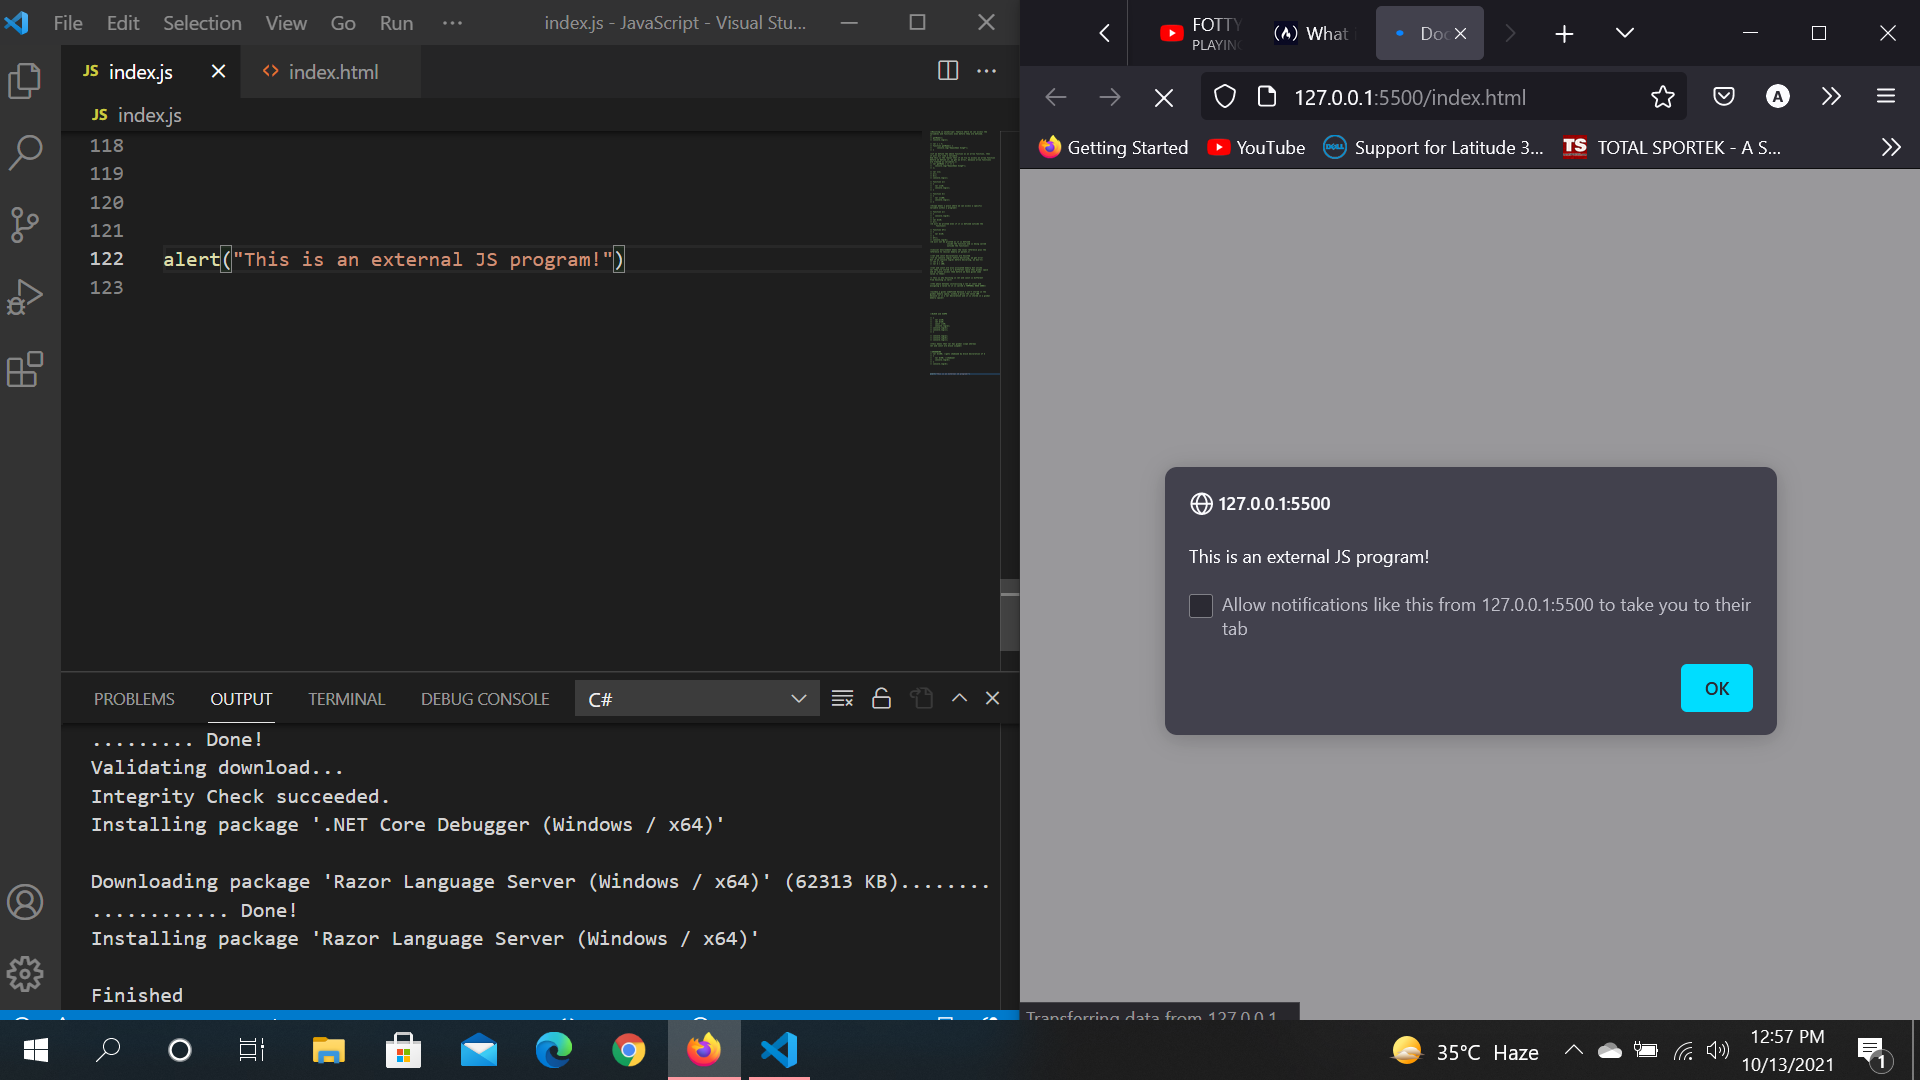 File Edit Selection View Go Run ... index.js - JavaScript - Visual Stu...
JS index.js index.html
JS index.js
118
119
120
121
122 alert("This is an external JS program!")
123
PROBLEMS OUTPUT TERMINAL DEBUG CONSOLE C#
......... Done!
Validating download...
Integrity Check succeeded.
Installing package '.NET Core Debugger (Windows / x64)'
Downloading package 'Razor Language Server (Windows / x64)' (62313 KB)........
............ Done!
Installing package 'Razor Language Server (Windows / x64)'
Finished
FOTTY
PLAYING
What
Doc
127.0.0.1:5500/index.html
A
Getting Started YouTube DELL Support for Latitude 3... TS TOTAL SPORTEK - A S...
127.0.0.1:5500
This is an external JS program!
Allow notifications like this from 127.0.0.1:5500 to take you to their
tab
OK
Transferring data from 127.0.0.1...
35°C Haze
12:57 PM
10/13/2021
1